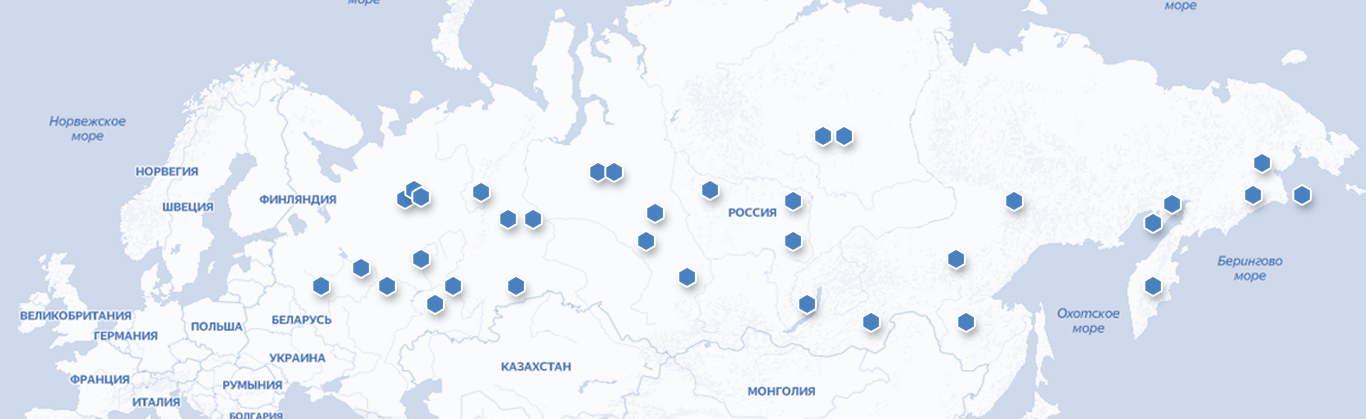 море
море
Норвежское
море
НОРВЕГИЯ
ШВЕЦИЯ
ФИНЛЯНДИЯ
РОССИЯ
Берингово
море
ВЕЛИКОБРИТАНИЯ
ГЕРМАНИЯ
ПОЛЬША
БЕЛАРУСЬ
Охотское
море
УКРАИНА
КАЗАХСТАН
ФРАНЦИЯ
РУМЫНИЯ
МОНГОЛИЯ
ИТАЛИЯ
БОЛГАРИЯ